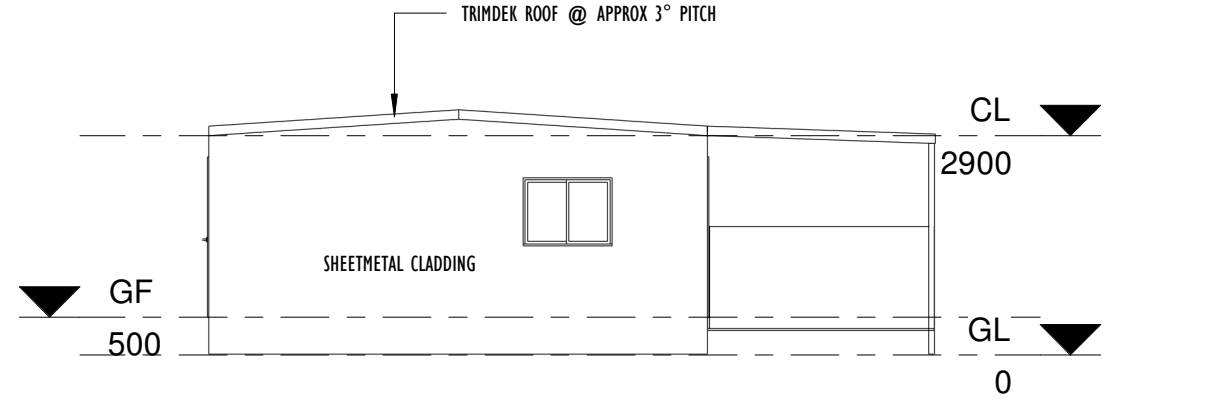 TRIMDEK ROOF @ APPROX 3° PITCH
CL
2900
SHEETMETAL CLADDING
GF
500
GL
0